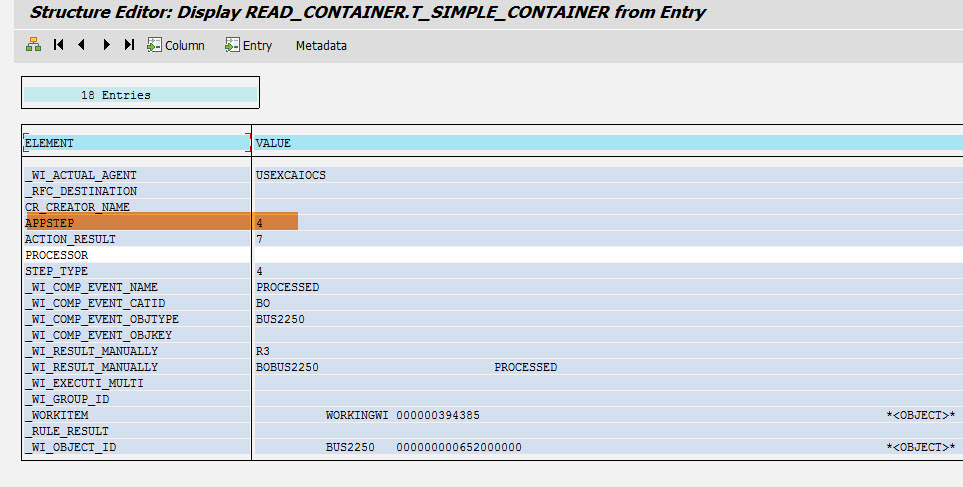 Structure Editor: Display READ_CONTAINER.T_SIMPLE_CONTAINER from Entry
Column Entry Metadata
18 Entries
ELEMENT VALUE
_WI_ACTUAL_AGENT USEXCAIOCS
_RFC_DESTINATION
CR_CREATOR_NAME
APPSTEP 4
ACTION_RESULT 7
PROCESSOR
STEP_TYPE 4
_WI_COMP_EVENT_NAME PROCESSED
_WI_COMP_EVENT_CATID BO
_WI_COMP_EVENT_OBJTYPE BUS2250
_WI_COMP_EVENT_OBJKEY
_WI_RESULT_MANUALLY R3
_WI_RESULT_MANUALLY BOBUS2250 PROCESSED
_WI_EXECUTI_MULTI
_WI_GROUP_ID
_WORKITEM WORKINGWI 000000394385 *<OBJECT>*
_RULE_RESULT
_WI_OBJECT_ID BUS2250 000000000652000000 *<OBJECT>*